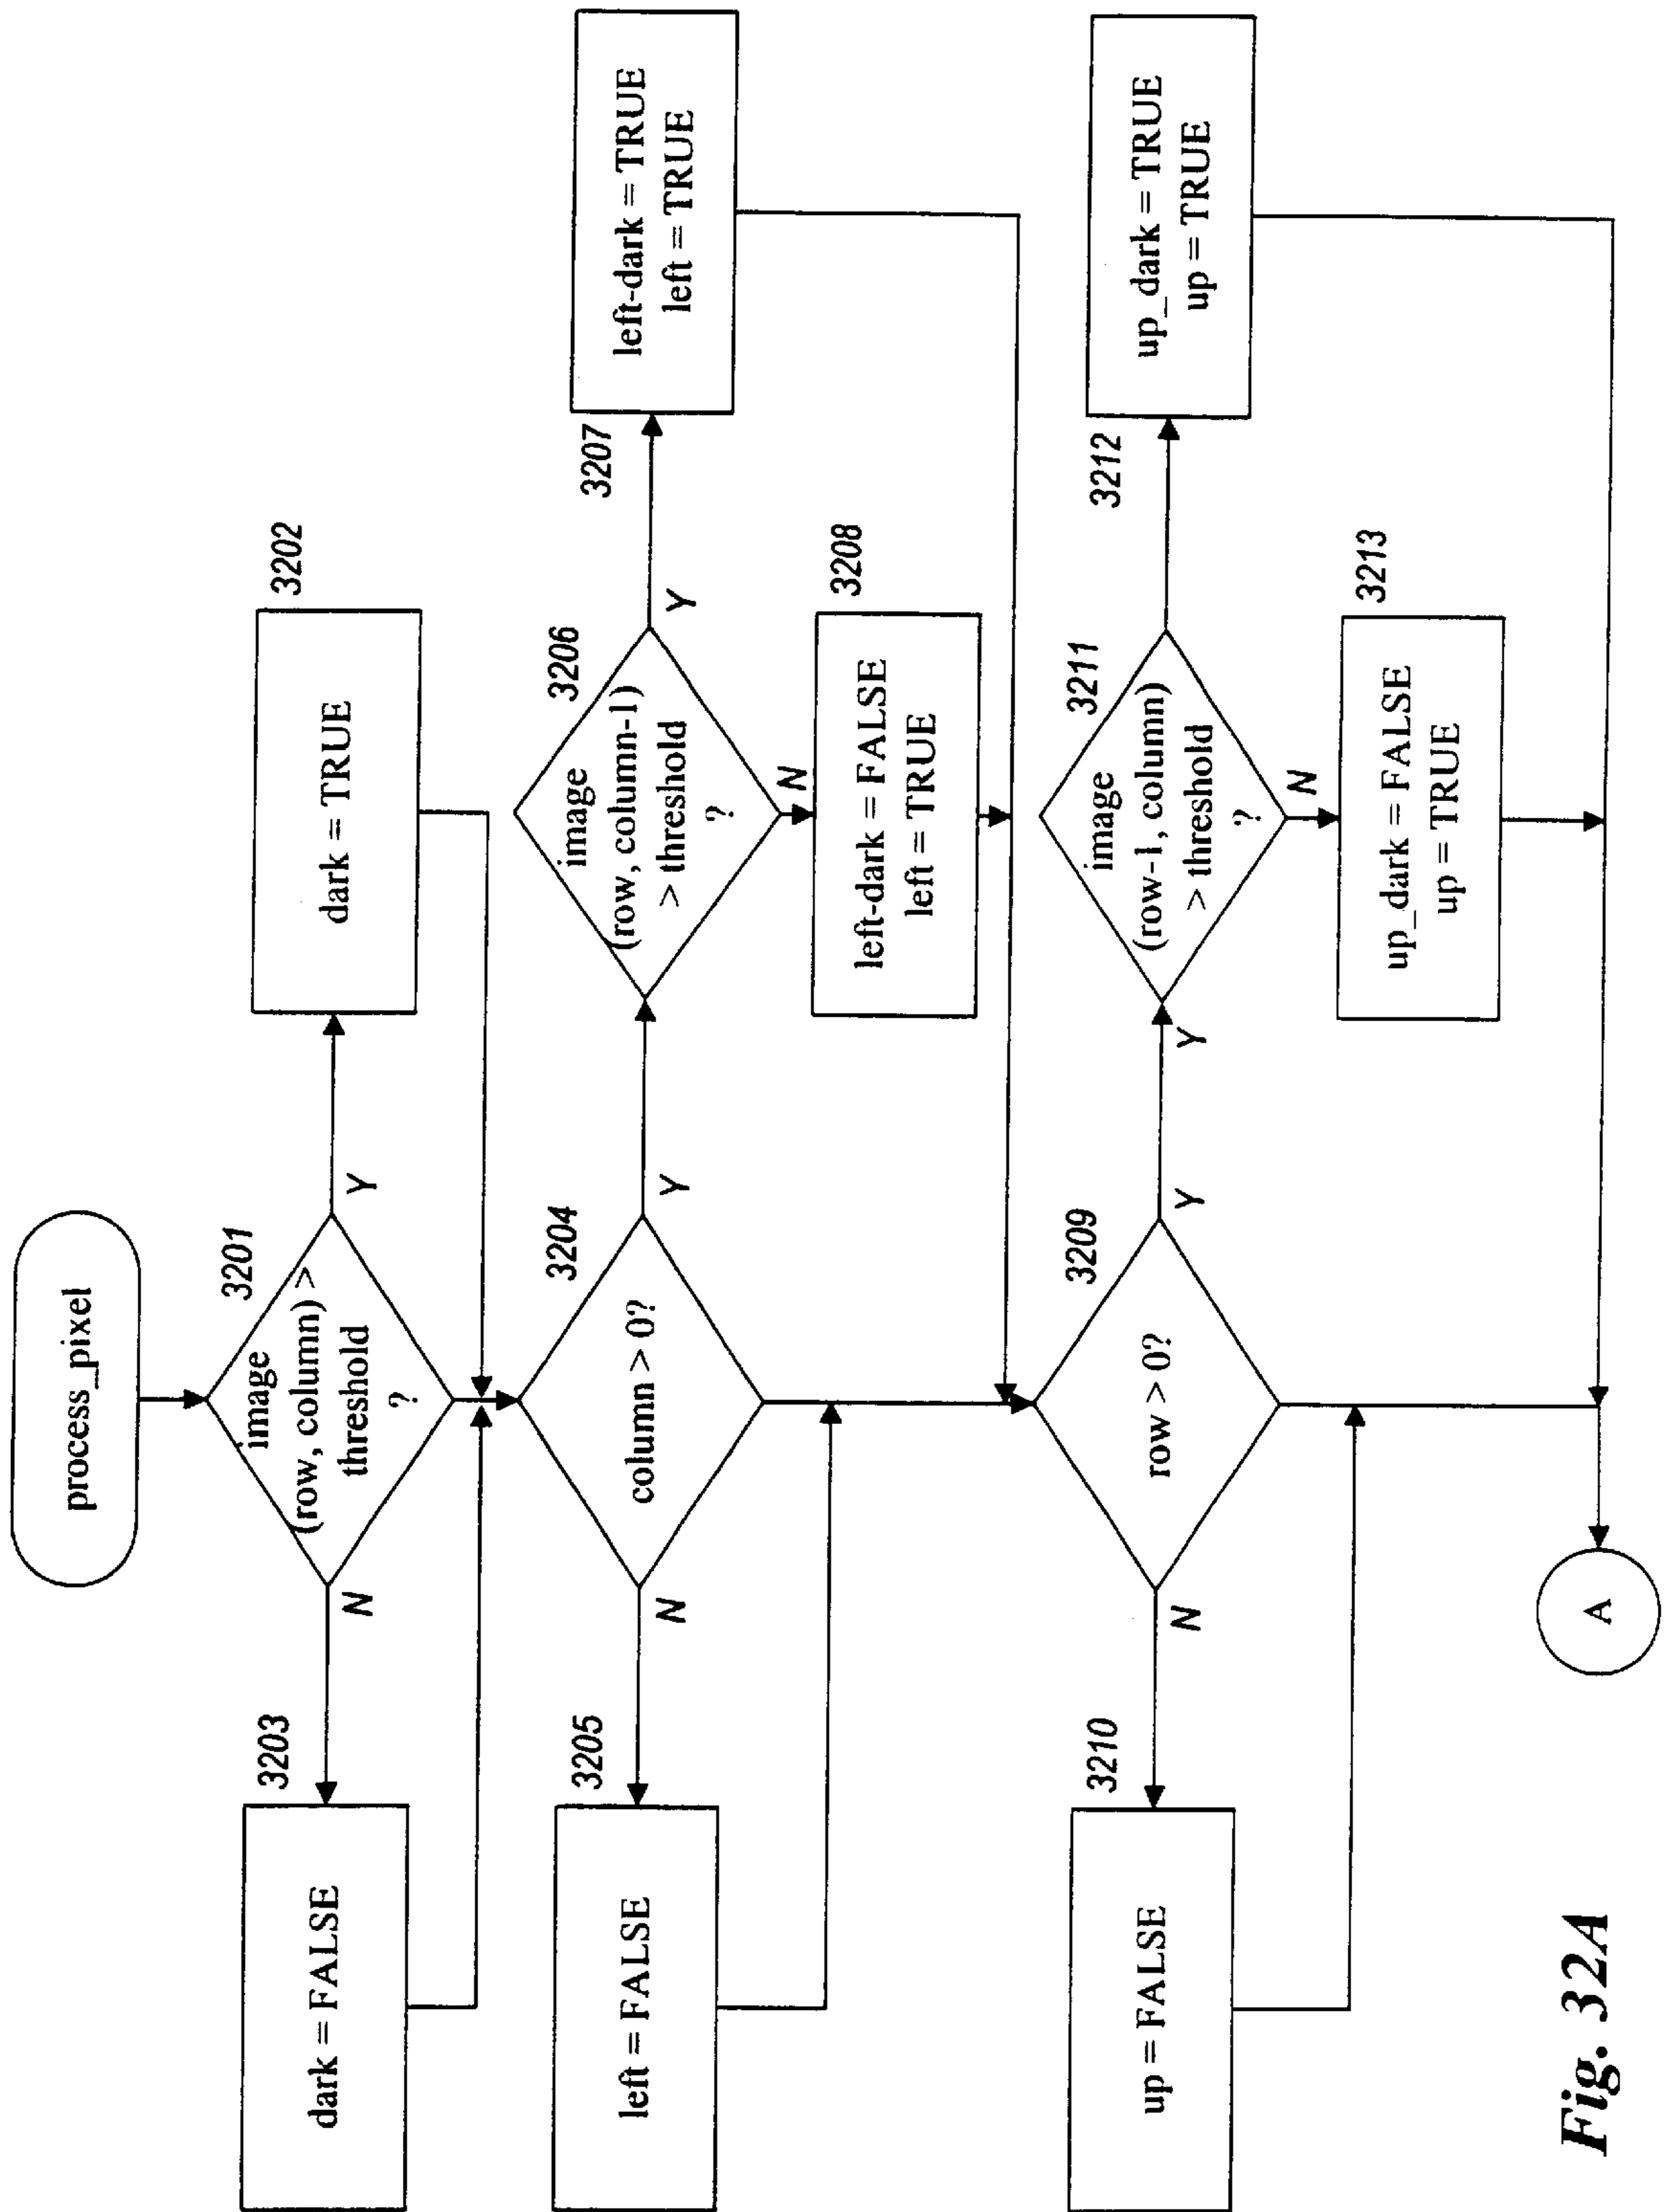 process_pixel
3201
image
(row, column) >
threshold
?
Y
N
3202
dark = TRUE
3203
dark = FALSE
3204
column > 0?
Y
N
3205
left = FALSE
3206
image
(row, column-1)
> threshold
?
Y
N
3207
left-dark = TRUE
left = TRUE
3208
left-dark = FALSE
left = TRUE
3209
row > 0?
Y
N
3210
up = FALSE
3211
image
(row-1, column)
> threshold
?
Y
N
3212
up_dark = TRUE
up = TRUE
3213
up_dark = FALSE
up = TRUE
A
Fig. 32A